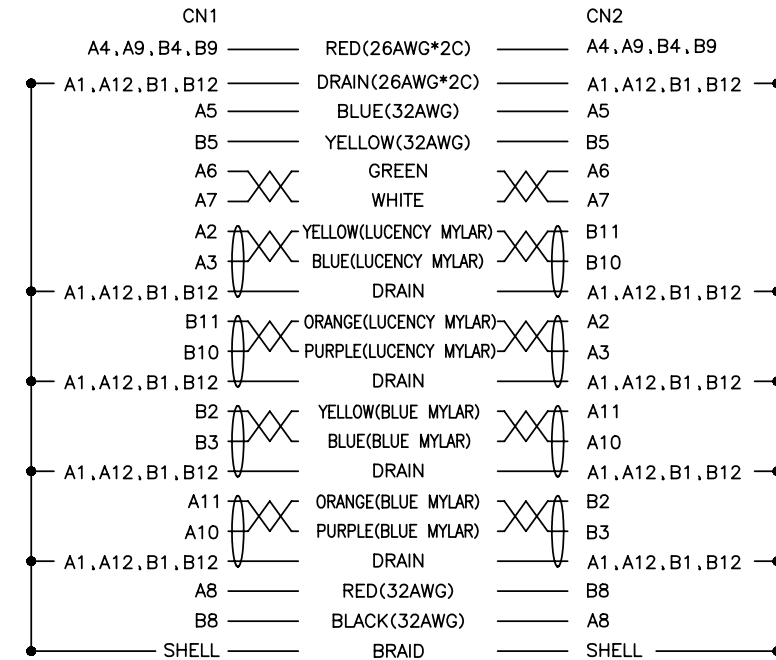 CN1 CN2
A4,A9,B4,B9 RED(26AWG*2C) A4,A9,B4,B9
A1,A12,B1,B12 DRAIN(26AWG*2C) A1,A12,B1,B12
A5 BLUE(32AWG) A5
B5 YELLOW(32AWG) B5
A6 GREEN A6
A7 WHITE A7
A2 YELLOW(LUCENCY MYLAR) B11
A3 BLUE(LUCENCY MYLAR) B10
A1,A12,B1,B12 DRAIN A1,A12,B1,B12
B11 ORANGE(LUCENCY MYLAR) A2
B10 PURPLE(LUCENCY MYLAR) A3
A1,A12,B1,B12 DRAIN A1,A12,B1,B12
B2 YELLOW(BLUE MYLAR) A11
B3 BLUE(BLUE MYLAR) A10
A1,A12,B1,B12 DRAIN A1,A12,B1,B12
A11 ORANGE(BLUE MYLAR) B2
A10 PURPLE(BLUE MYLAR) B3
A1,A12,B1,B12 DRAIN A1,A12,B1,B12
A8 RED(32AWG) B8
B8 BLACK(32AWG) A8
SHELL BRAID SHELL